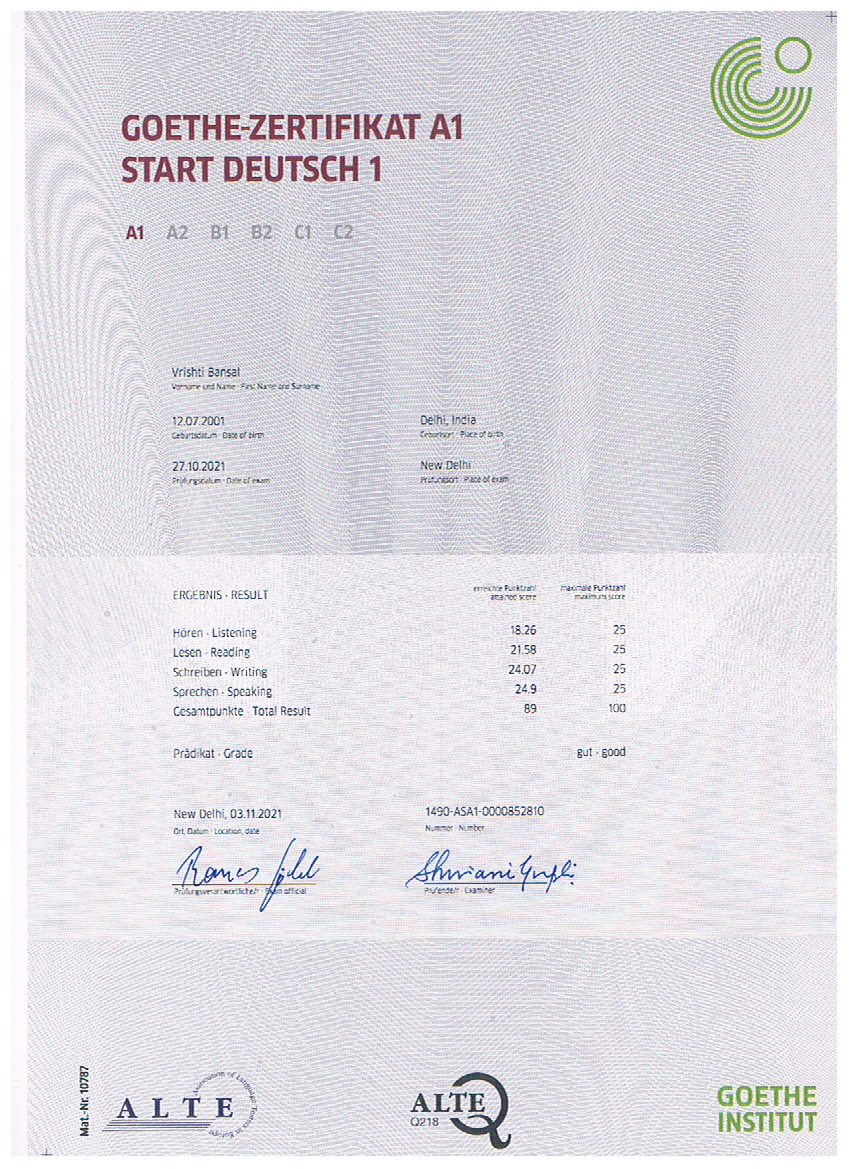 GOETHE-ZERTIFIKAT A1
START DEUTSCH 1
A1 A2 B1 B2 C1 C2
Vrishti Bansal
Vorname und Name · First Name and Surname
12.07.2001 Delhi, India
Geburtsdatum · Date of birth Geburtsort · Place of birth
27.10.2021 New Delhi
Prüfungsdatum · Date of exam Prüfungsort · Place of exam
ERGEBNIS · RESULT erreichte Punktzahl maximale Punktzahl
attained score maximum score
Hören · Listening 18.26 25
Lesen · Reading 21.58 25
Schreiben · Writing 24.07 25
Sprechen · Speaking 24.9 25
Gesamtpunkte · Total Result 89 100
Prädikat · Grade gut · good
New Delhi, 03.11.2021 1490-ASA1-0000852810
Ort, Datum · Location, date Nummer · Number
Prüfungsverantwortliche/r · Exam official Prüfende/r · Examiner
Mat.-Nr. 10787
ALTE
Association of Language Testers in Europe
ALTE
Q218
GOETHE
INSTITUT